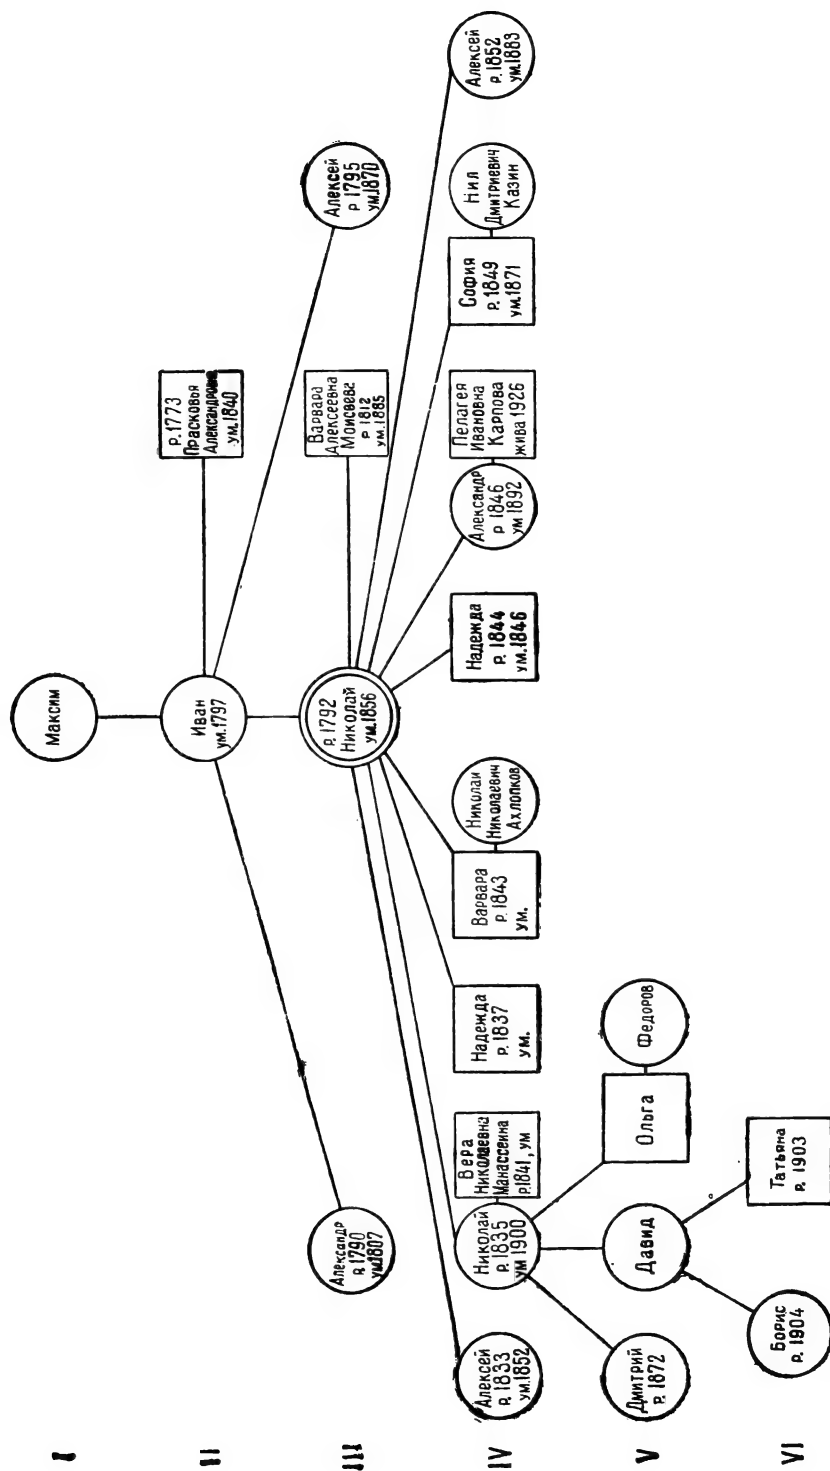 I
Максим
II
Иван
ум.1797
р.1773
Прасковья
Александровна
ум.1840
III
Александр
р.1790
ум.1807
р.1792
Николай
ум.1856
Варвара
Алексеевна
Моисеева
р 1812
ум.1885
Алексей
р 1795
ум.1870
IV
Алексей
р.1833
ум.1852
Николай
р.1835
ум 1900
Вера
Николаевна
Манассеина
р.1841, ум
Надежда
р.1837
ум.
Варвара
р.1843
ум.
Николай
Николаевич
Ахлопков
Надежда
р.1844
ум.1846
Александр
р 1846
ум 1892
Пелагея
Ивановна
Карпова
жива 1926
София
р.1849
ум.1871
Нил
Дмитриевич
Казин
Алексей
р.1852
ум.1883
V
Дмитрий
р.1872
Давид
Ольга
Федоров
VI
Борис
р.1904
Татьяна
р.1903